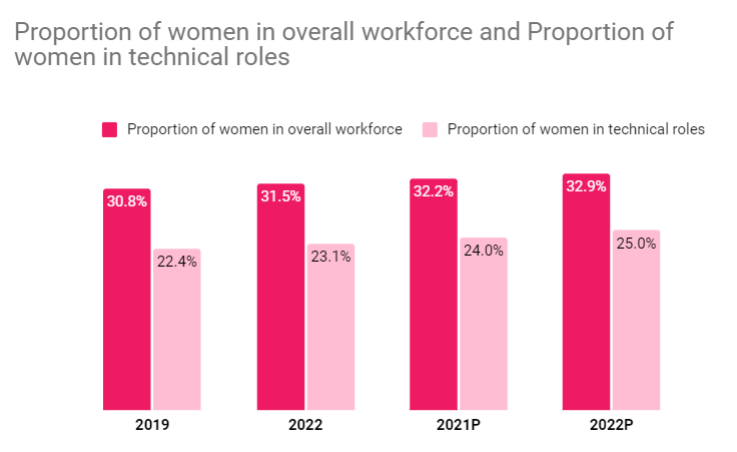 Proportion of women in overall workforce and Proportion of
women in technical roles
Proportion of women in overall workforce Proportion of women in technical roles
30.8% 31.5% 32.2% 32.9%
22.4% 23.1% 24.0% 25.0%
2019 2022 2021P 2022P